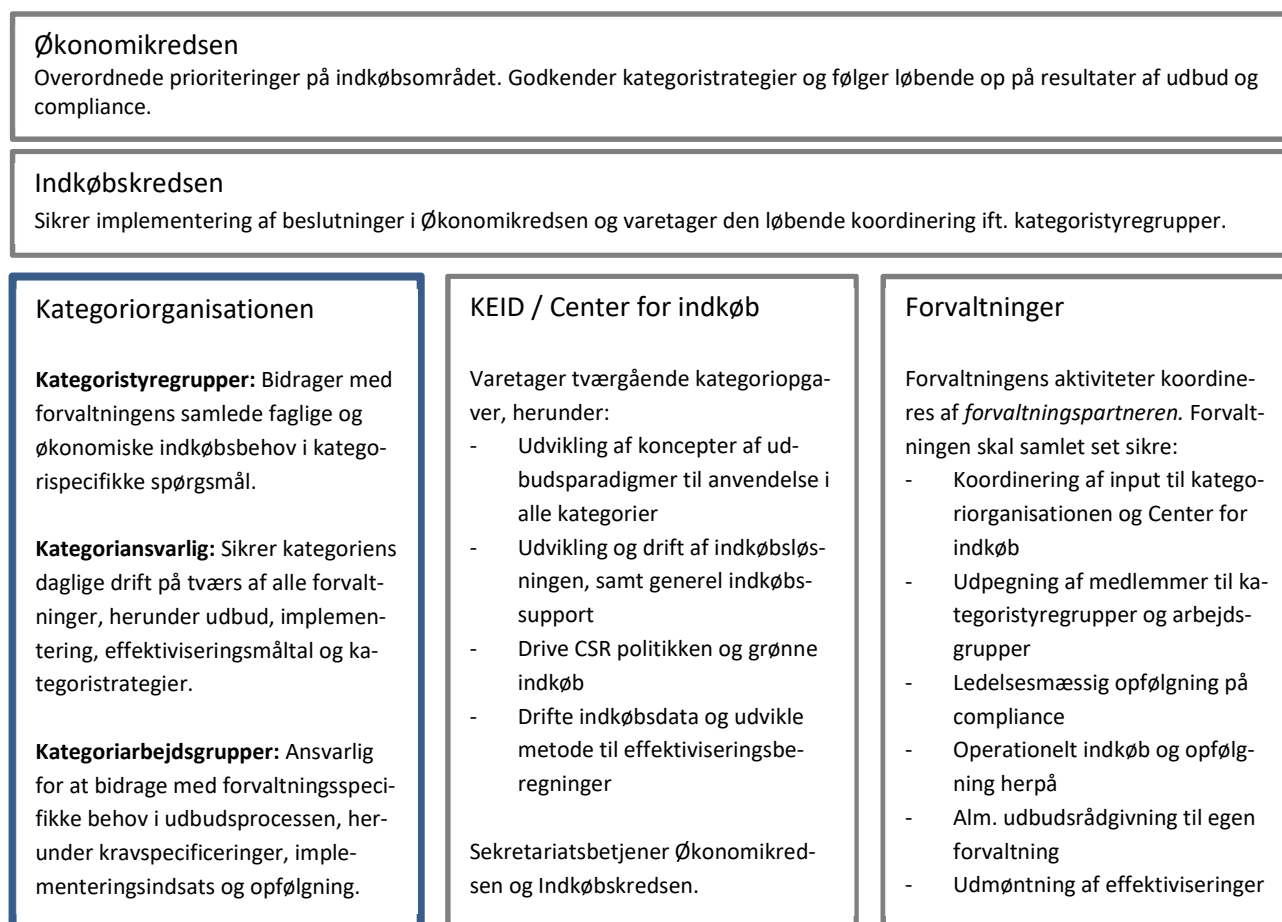 Økonomikredsen
Overordnede prioriteringer på indkøbsområdet. Godkender kategoristrategier og følger løbende op på resultater af udbud og
compliance.
Indkøbskredsen
Sikrer implementering af beslutninger i Økonomikredsen og varetager den løbende koordinering ift. kategoristyregrupper.
Kategoriorganisationen
Kategoristyregrupper: Bidrager med
forvaltningens samlede faglige og
økonomiske indkøbsbehov i katego-
rispecifikke spørgsmål.
Kategoriansvarlig: Sikrer kategoriens
daglige drift på tværs af alle forvalt-
ninger, herunder udbud, implemen-
tering, effektiviseringsmåltal og ka-
tegoristrategier.
Kategoriarbejdsgrupper: Ansvarlig
for at bidrage med forvaltningsspeci-
fikke behov i udbudsprocessen, her-
under kravspecificeringer, imple-
menteringsindsats og opfølgning.
KEID / Center for indkøb
Varetager tværgående kategoriopga-
ver, herunder:
- Udvikling af koncepter af ud-
budsparadigmer til anvendelse i
alle kategorier
- Udvikling og drift af indkøbsløs-
ningen, samt generel indkøbs-
support
- Drive CSR politikken og grønne
indkøb
- Drifte indkøbsdata og udvikle
metode til effektiviseringsbe-
regninger
Sekretariatsbetjener Økonomikred-
sen og Indkøbskredsen.
Forvaltninger
Forvaltningens aktiviteter koordine-
res af forvaltningspartneren. Forvalt-
ningen skal samlet set sikre:
- Koordinering af input til katego-
riorganisationen og Center for
indkøb
- Udpegning af medlemmer til ka-
tegoristyregrupper og arbejds-
grupper
- Ledelsesmæssig opfølgning på
compliance
- Operationelt indkøb og opfølg-
ning herpå
- Alm. udbudsrådgivning til egen
forvaltning
- Udmøntning af effektiviseringer